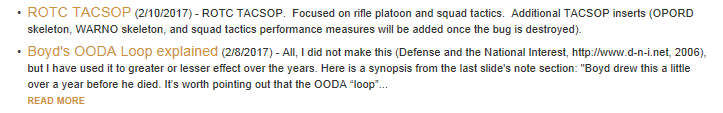 • ROTC TACSOP (2/10/2017) - ROTC TACSOP.  Focused on rifle platoon and squad tactics.  Additional TACSOP inserts (OPORD
skeleton, WARNO skeleton, and squad tactics performance measures will be added once the bug is destroyed).
• Boyd's OODA Loop explained (2/8/2017) - All, I did not make this (Defense and the National Interest, http://www.d-n-i.net, 2006),
but I have used it to greater or lesser effect over the years. Here is a synopsis from the last slide's note section: "Boyd drew this a little
over a year before he died. It’s worth pointing out that the OODA “loop”...
READ MORE